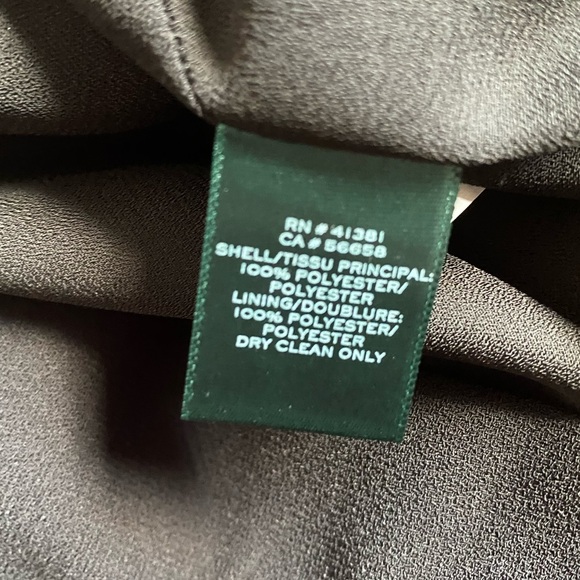 RN # 41381
CA # 56658
SHELL/TISSU PRINCIPAL:
100% POLYESTER/
POLYESTER
LINING/DOUBLURE:
100% POLYESTER/
POLYESTER
DRY CLEAN ONLY